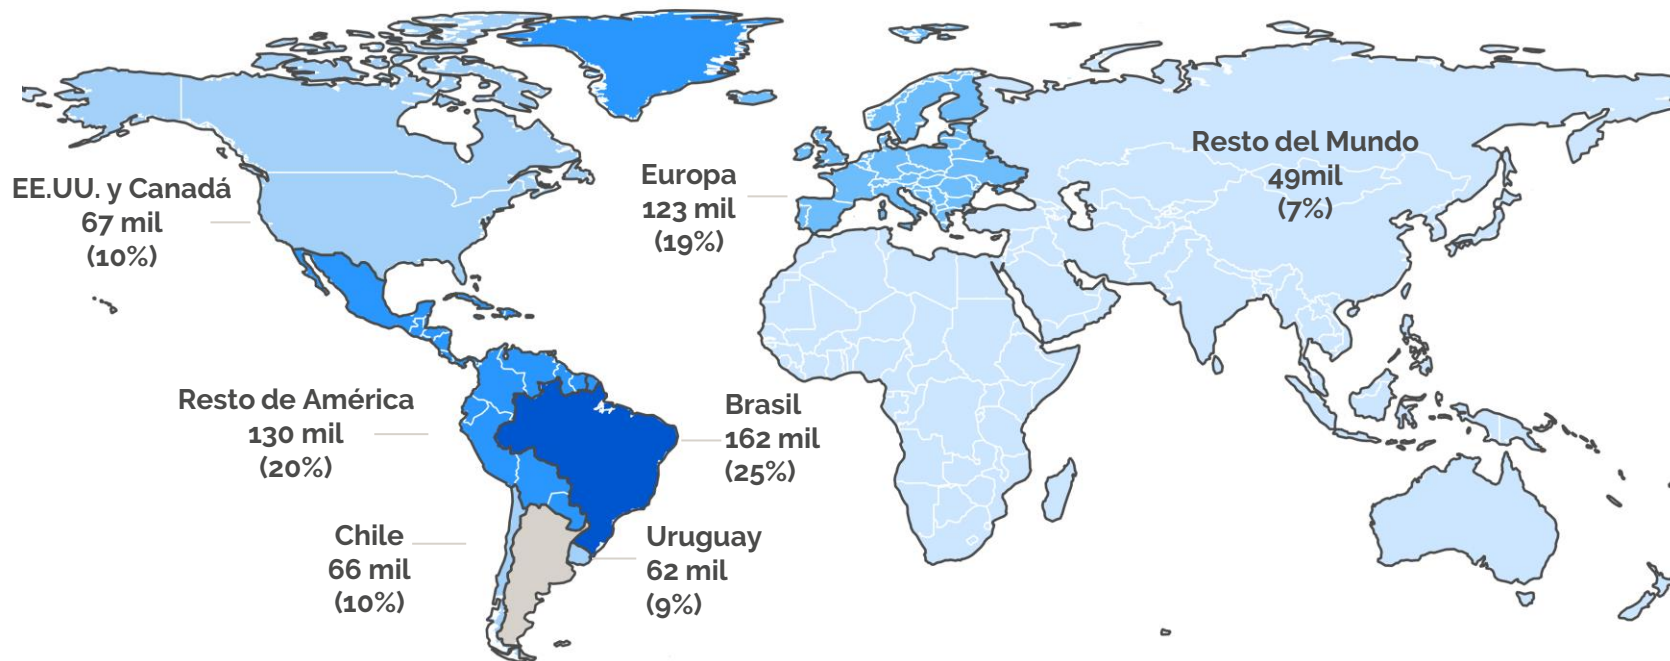 EE.UU. y Canadá
67 mil
(10%)
Europa
123 mil
(19%)
Resto del Mundo
49mil
(7%)
Resto de América
130 mil
(20%)
Brasil
162 mil
(25%)
Chile
66 mil
(10%)
Uruguay
62 mil
(9%)